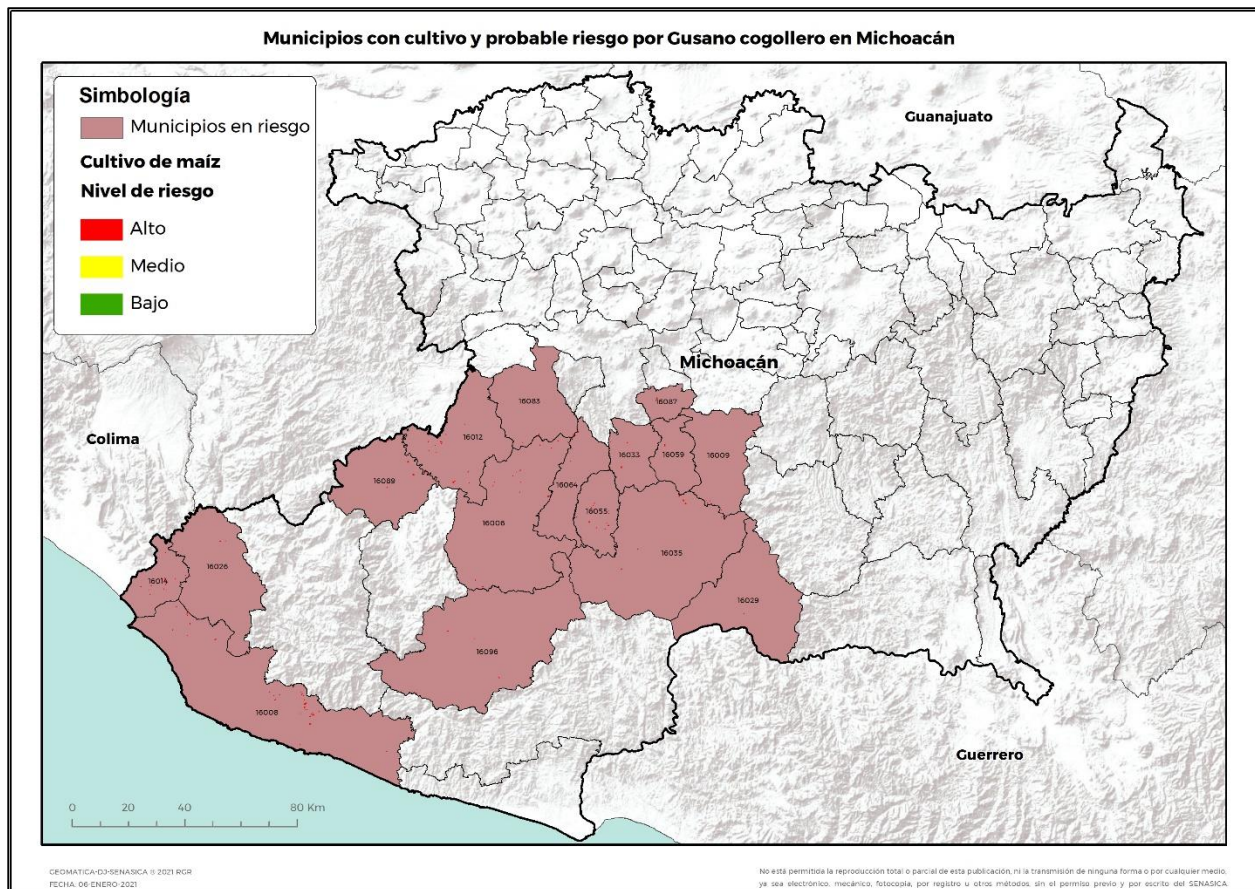 Municipios con cultivo y probable riesgo por Gusano cogollero en Michoacán
Simbología
Municipios en riesgo
Cultivo de maíz
Nivel de riesgo
Alto
Medio
Bajo
Guanajuato
Michoacán
Colima
16083
16087
16012
16033
16059
16009
16089
16064
16055
16006
16035
16026
16014
16029
16096
16008
Guerrero
0 20 40 80 Km
GEOMATICA-DJ-SENASICA © 2021 RGR
FECHA: 06-ENERO-2021
No está permitida la reproducción total o parcial de esta publicación, ni la transmisión de ninguna forma o por cualquier medio,
ya sea electrónico, mecánico, fotocopia, por registro u otros métodos, sin el permiso previo y por escrito del SENASICA.